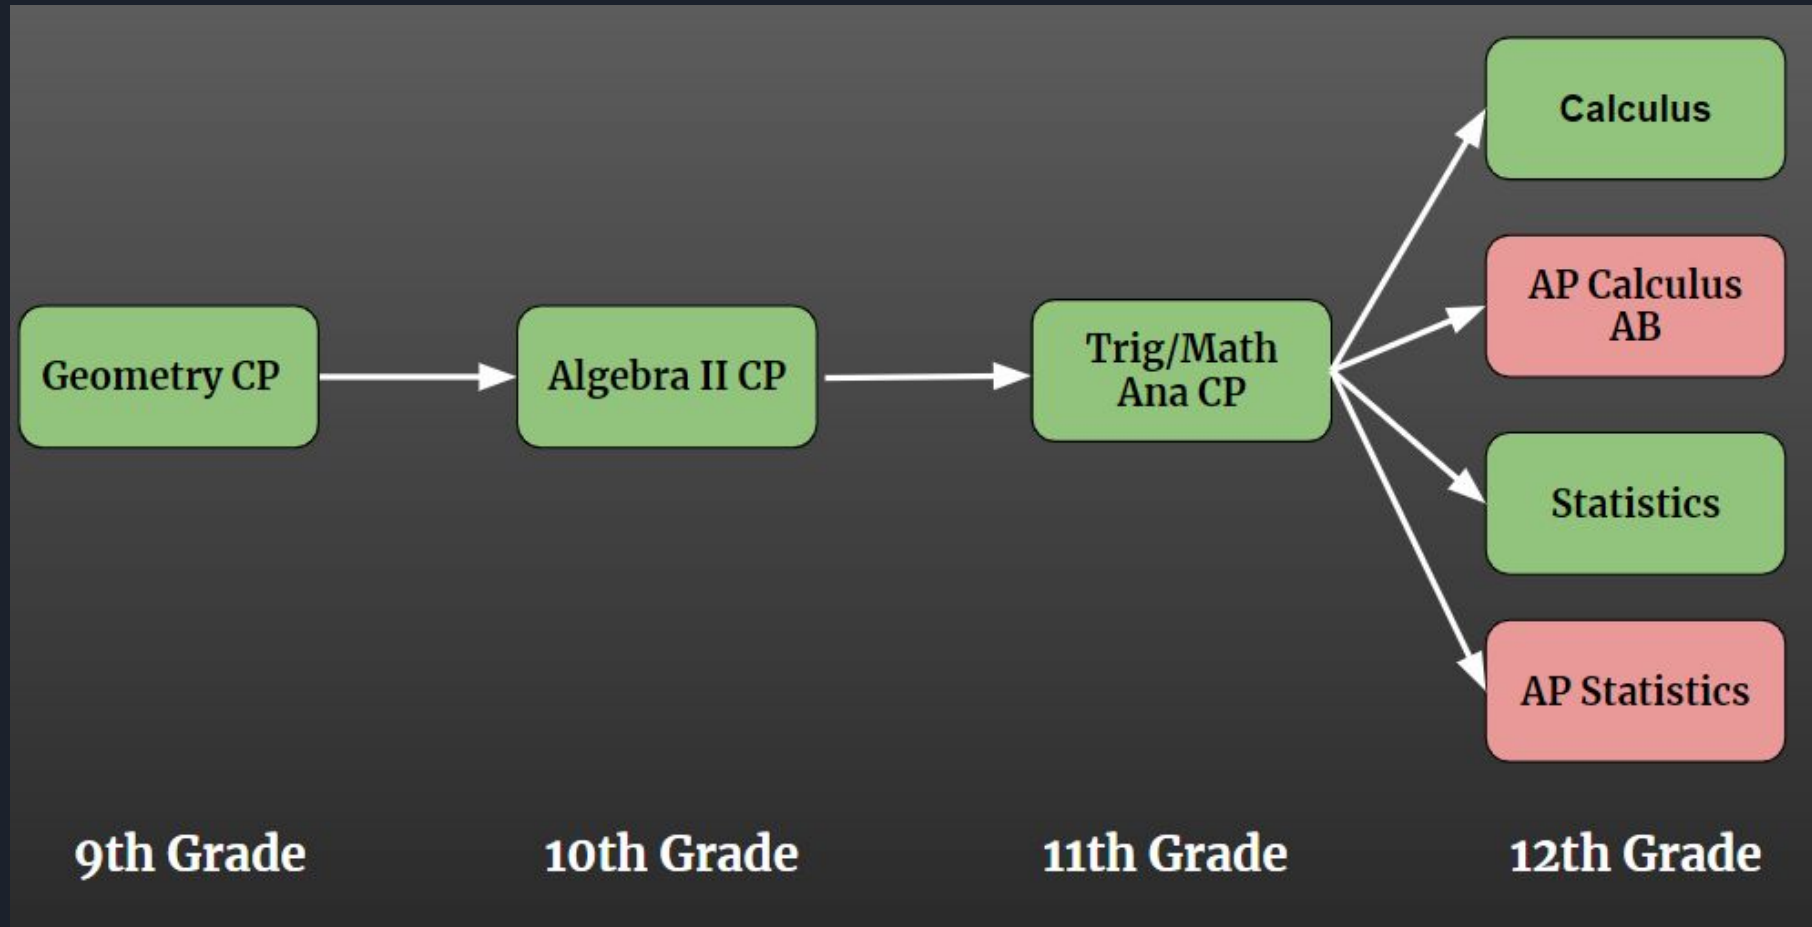 Geometry CP
Algebra II CP
Trig/Math
Ana CP
Calculus
AP Calculus
AB
Statistics
AP Statistics
9th Grade
10th Grade
11th Grade
12th Grade